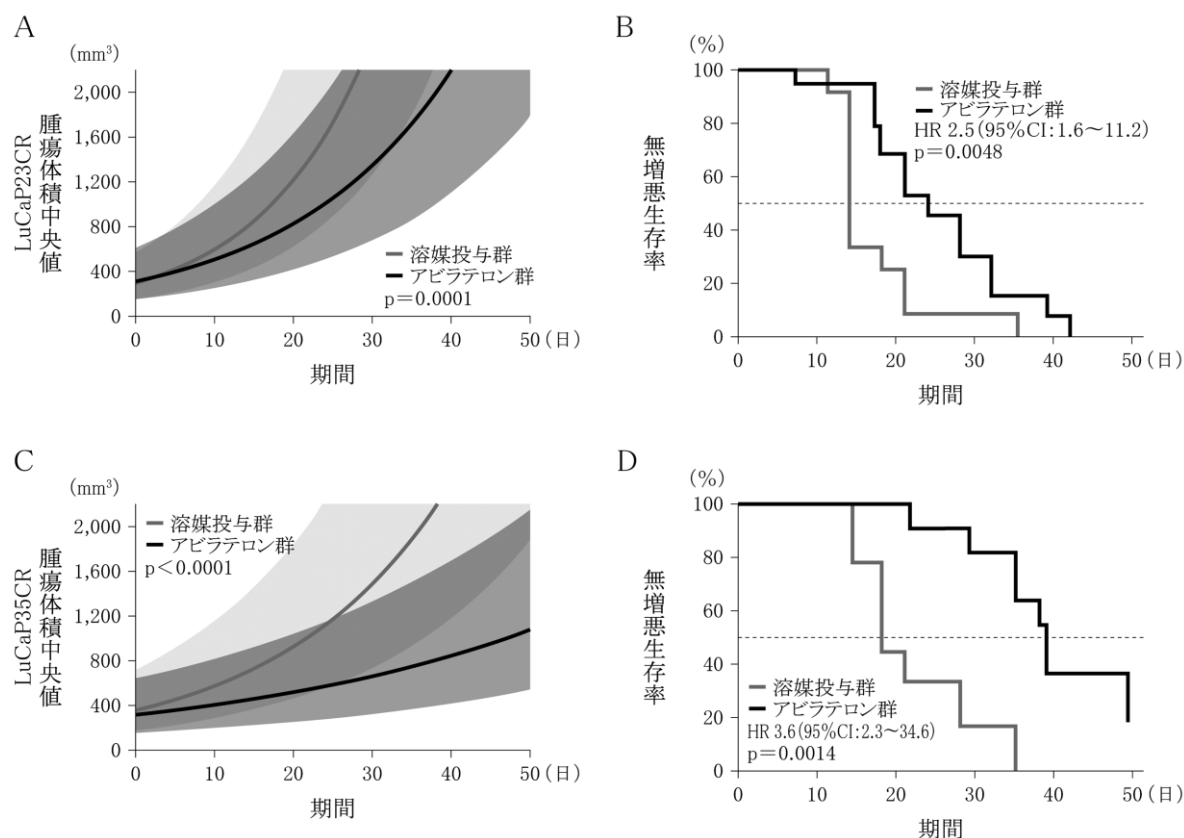 A
(mm³)
LuCaP23CR
腫瘍体積中央値
2,000
1,600
1,200
800
400
0
溶媒投与群
アビラテロン群
p=0.0001
0 10 20 30 40 50(日)
期間
B
(%)
無増悪生存率
100
80
60
40
20
0
溶媒投与群
アビラテロン群
HR 2.5(95%CI:1.6~11.2)
p=0.0048
0 10 20 30 40 50(日)
期間
C
(mm³)
LuCaP35CR
腫瘍体積中央値
2,000
1,600
1,200
800
400
0
溶媒投与群
アビラテロン群
p<0.0001
0 10 20 30 40 50(日)
期間
D
(%)
無増悪生存率
100
80
60
40
20
0
溶媒投与群
アビラテロン群
HR 3.6(95%CI:2.3~34.6)
p=0.0014
0 10 20 30 40 50(日)
期間